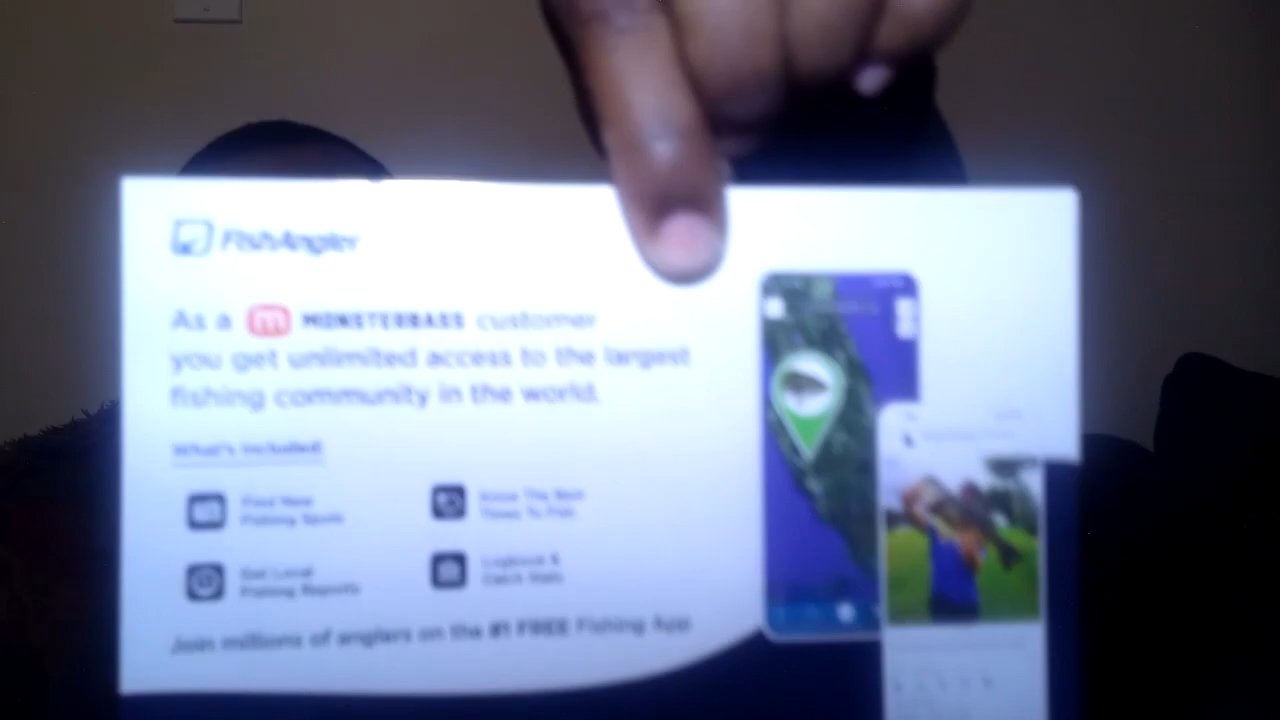 FishAngler
As a m MONSTERBASS customer
you get unlimited access to the largest
fishing community in the world.
What's Included:
Find New
Fishing Spots
Know The Best
Times To Fish
Get Local
Fishing Reports
Logbook &
Catch Stats
Join millions of anglers on the #1 FREE Fishing App